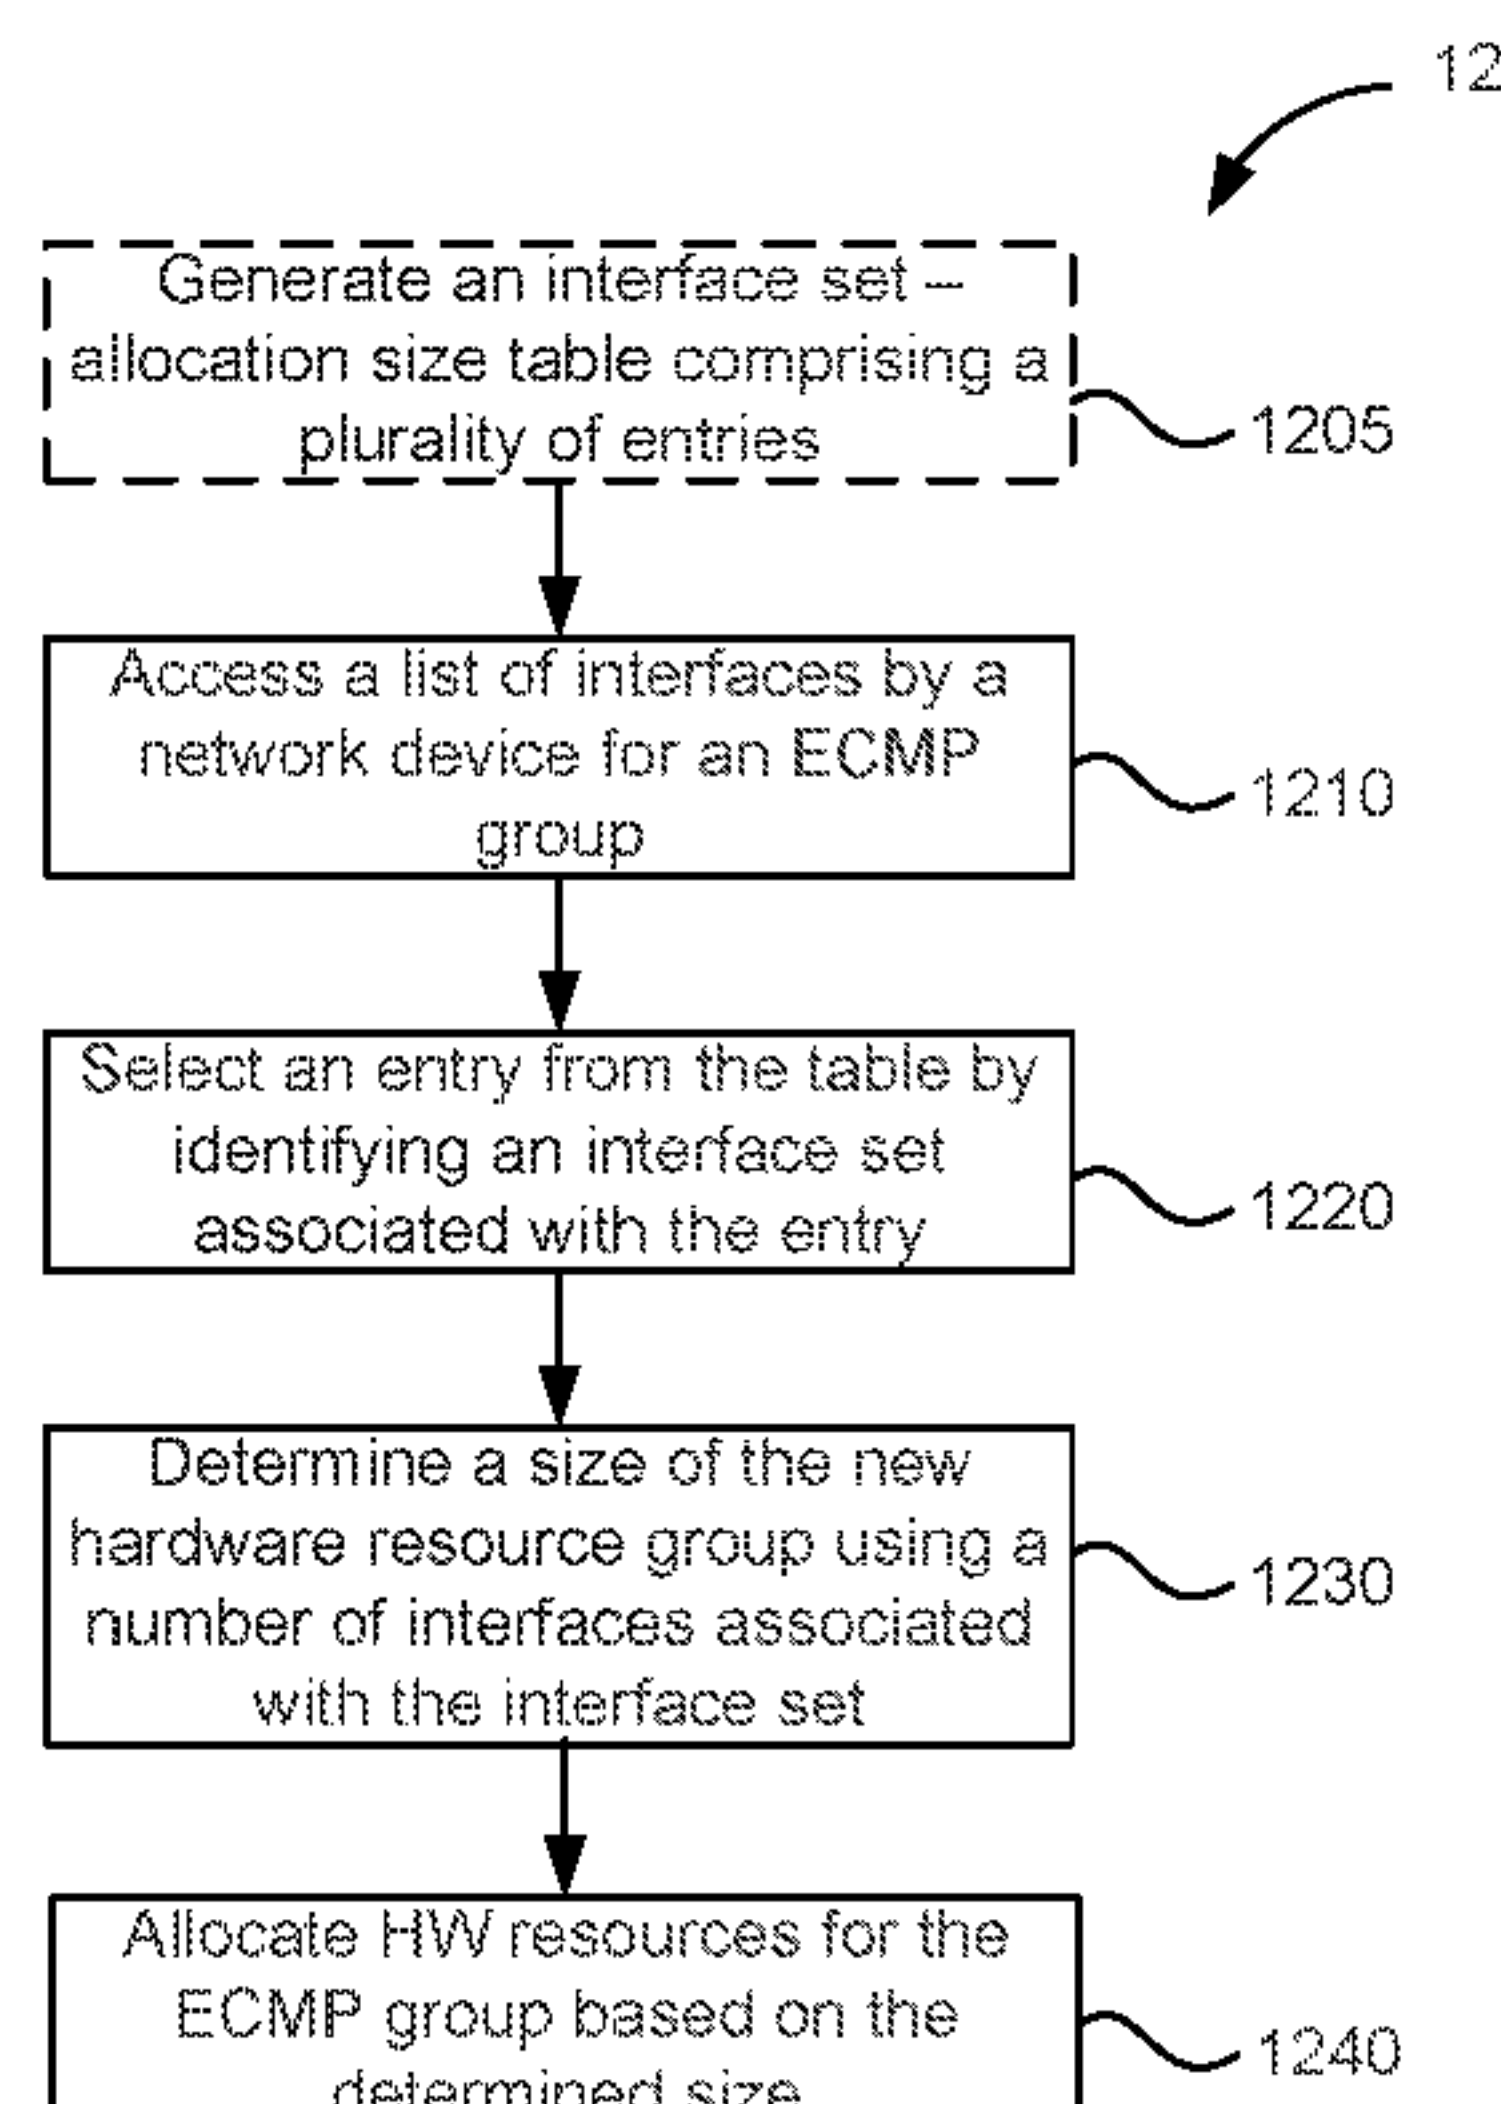 12
Generate an interface set –
allocation size table comprising a
plurality of entries
1205
Access a list of interfaces by a
network device for an ECMP
group
1210
Select an entry from the table by
identifying an interface set
associated with the entry
1220
Determine a size of the new
hardware resource group using a
number of interfaces associated
with the interface set
1230
Allocate HW resources for the
ECMP group based on the
determined size
1240